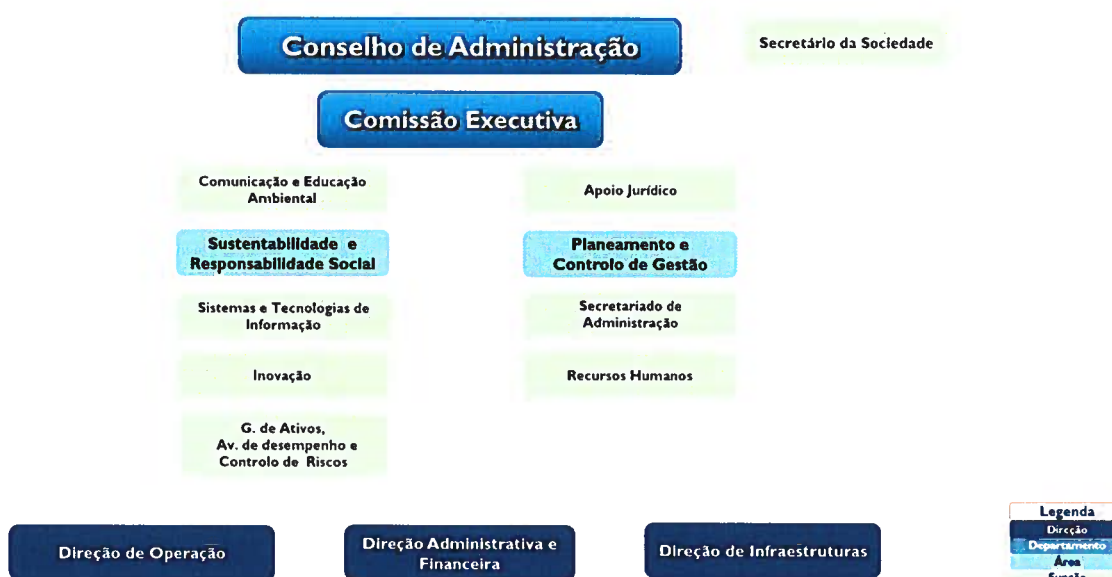 Conselho de Administração
Secretário da Sociedade
Comissão Executiva
Comunicação e Educação
Ambiental
Apoio Jurídico
Sustentabilidade e
Responsabilidade Social
Planeamento e
Controlo de Gestão
Sistemas e Tecnologias de
Informação
Secretariado de
Administração
Inovação
Recursos Humanos
G. de Ativos,
Av. de desempenho e
Controlo de Riscos
Direção de Operação
Direção Administrativa e
Financeira
Direção de Infraestruturas
Legenda
Direção
Departamento
Área
Função